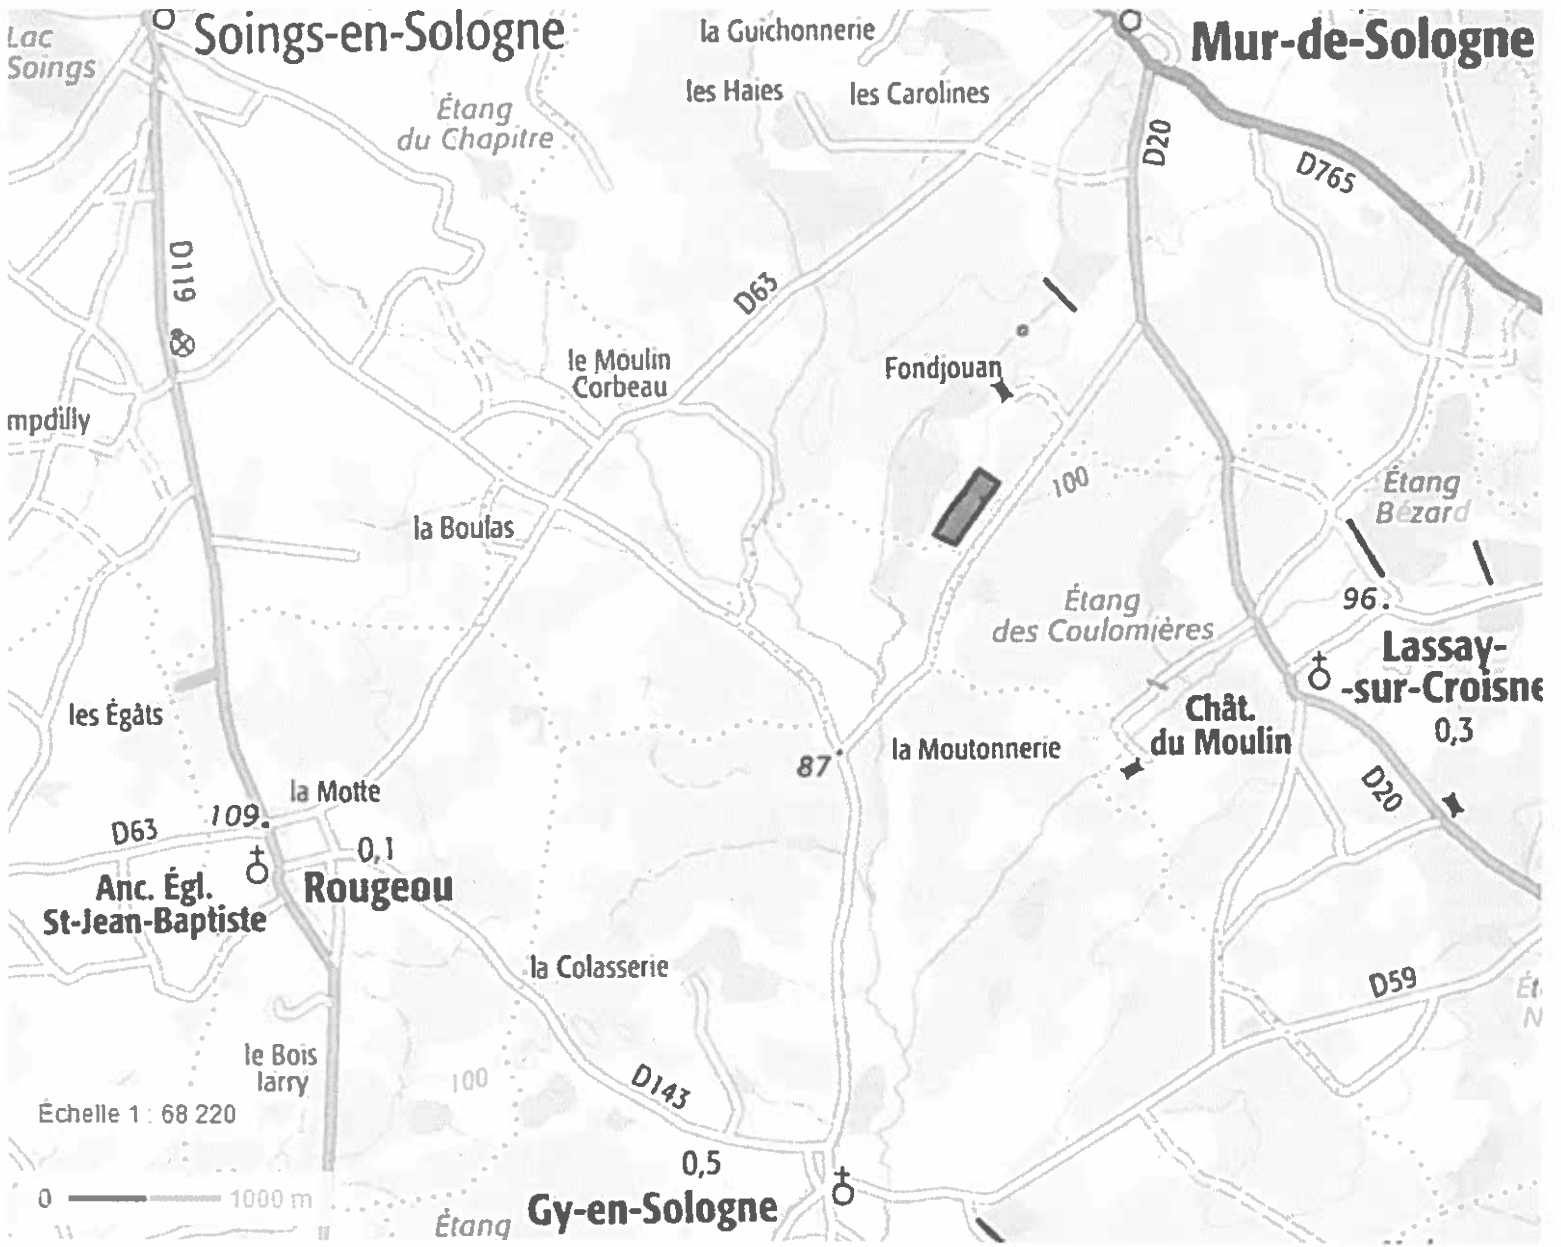 Soings-en-Sologne
Lac
Soings
la Guichonnerie
Mur-de-Sologne
les Haies
les Carolines
Étang
du Chapitre
D20
D765
D119
D63
le Moulin
Corbeau
Fondjouan
mpdilly
100
Étang
Bézard
la Boulas
Étang
des Coulomières
96.
Lassay-
-sur-Croisne
0,3
les Égâts
Chât.
du Moulin
la Moutonnerie
87
la Motte
109.
D63
D20
0,1
Anc. Égl.
St-Jean-Baptiste
Rougeou
la Colasserie
D59
Ét
N
le Bois
larry
100
D143
Échelle 1 : 68 220
0
1000 m
0,5
Gy-en-Sologne
Étang